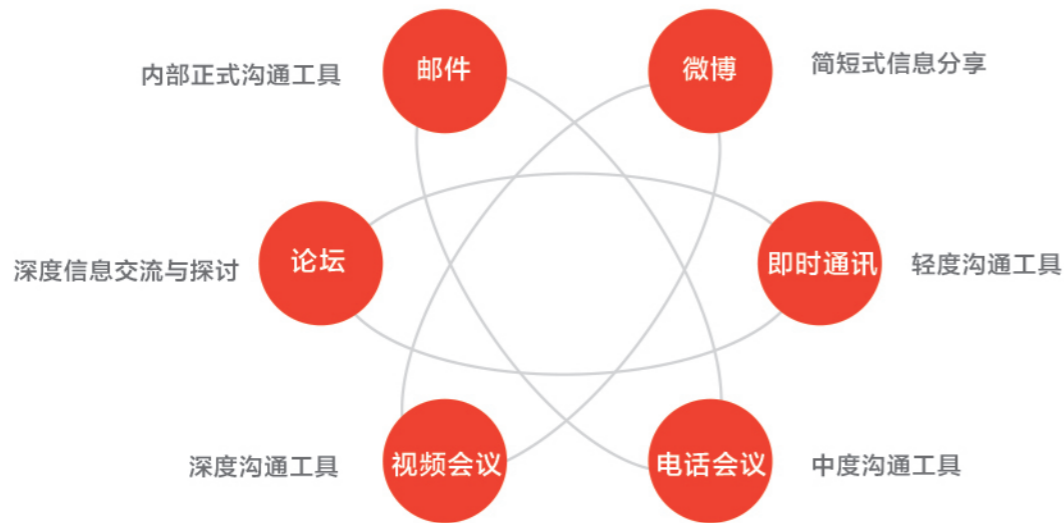 内部正式沟通工具
邮件
微博
简短式信息分享
深度信息交流与探讨
论坛
即时通讯
轻度沟通工具
深度沟通工具
视频会议
电话会议
中度沟通工具